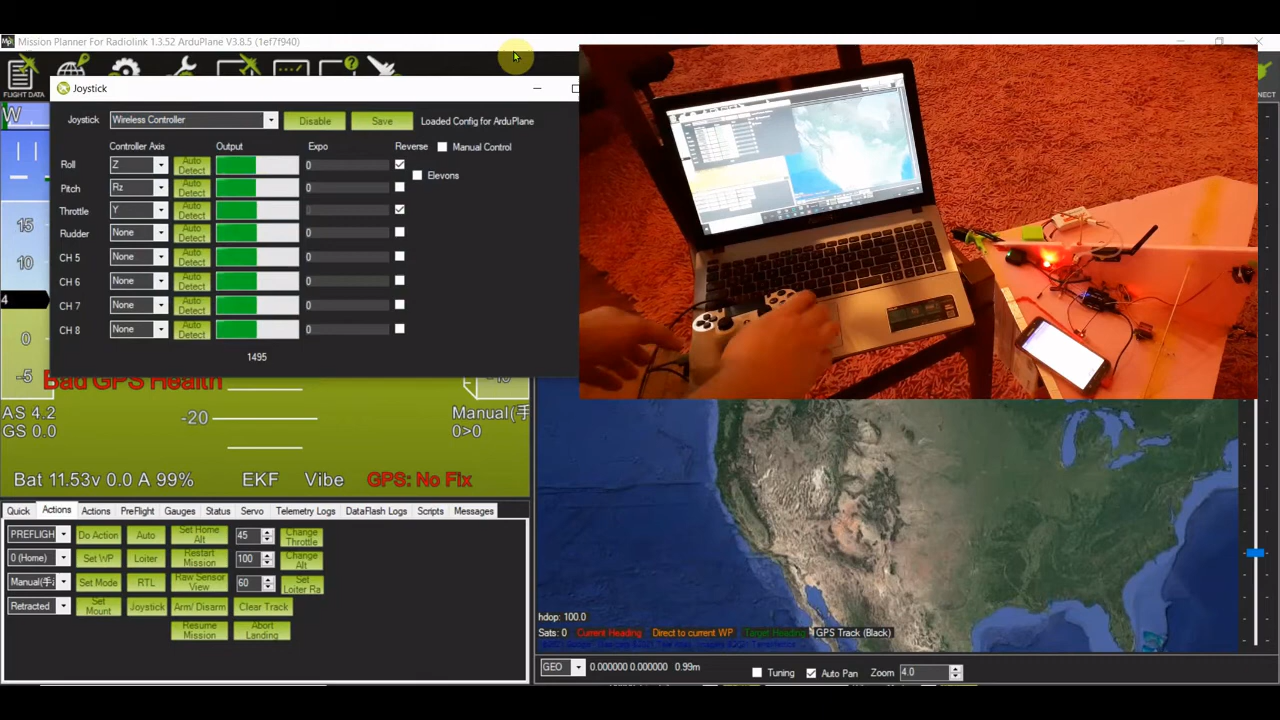 Mission Planner For Radiolink 1.3.52 ArduPlane V3.8.5 (1ef7f940)
FLIGHT DATA
Joystick
Joystick Wireless Controller Disable Save Loaded Config for ArduPlane
Controller Axis Output Expo Reverse Manual Control
Roll Z Auto Detect 0
Elevons
Pitch Rz Auto Detect 0
Throttle Y Auto Detect 0
Rudder None Auto Detect 0
CH 5 None Auto Detect 0
CH 6 None Auto Detect 0
CH 7 None Auto Detect 0
CH 8 None Auto Detect 0
1495
W
15
10
4
0
-5
Bad GPS Health
-20
AS 4.2
GS 0.0
Manual(手
0>0
Bat 11.53v 0.0 A 99% EKF Vibe GPS: No Fix
Quick Actions Actions PreFlight Gauges Status Servo Telemetry Logs DataFlash Logs Scripts Messages
PREFLIGH Do Action Auto Set Home Alt 45 Change Throttle
0 (Home) Set WP Loiter Restart Mission 100 Change Alt
Set Mode RTL Raw Sensor View 60 Set Loiter Ra
Retracted Set Mount Joystick Arm/ Disarm Clear Track
Resume Mission Abort Landing
hdop: 100.0
Sats: 0 Current Heading Direct to current WP Target Heading GPS Track (Black)
GEO 0.000000 0.000000 0.99m Tuning Auto Pan Zoom 4.0